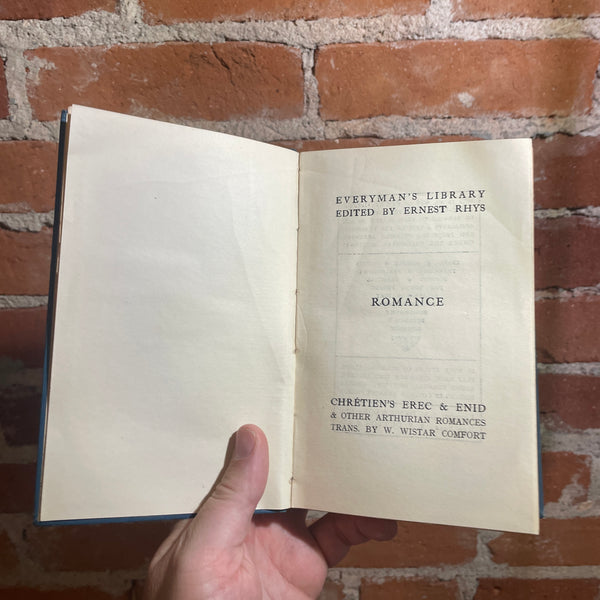 EVERYMAN'S LIBRARY
EDITED BY ERNEST RHYS
ROMANCE
CHRÉTIEN'S EREC & ENID
& OTHER ARTHURIAN ROMANCES
TRANS. BY W. WISTAR COMFORT